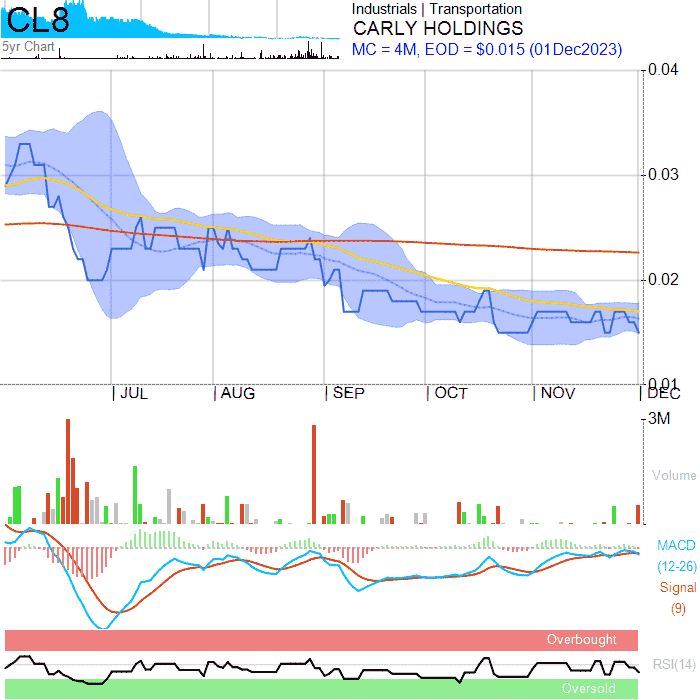 CL8
5yr Chart
Industrials | Transportation
CARLY HOLDINGS
MC = 4M, EOD = $0.015 (01Dec2023)
0.04
0.03
0.02
0.01
JUL AUG SEP OCT NOV DEC
3M
Volume
MACD
(12-26)
Signal
(9)
Overbought
RSI(14)
Oversold